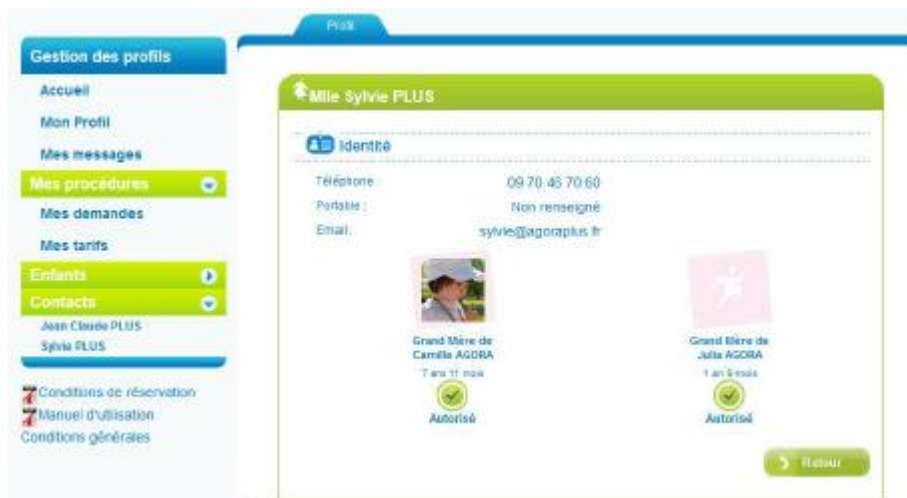 Profil
Gestion des profils
Accueil
Mon Profil
Mes messages
Mes procédures
Mes demandes
Mes tarifs
Enfants
Contacts
Jean Claude PLUS
Sylvie PLUS
Conditions de réservation
Manuel d'utilisation
Conditions générales
Mlle Sylvie PLUS
Identité
Téléphone : 09 70 46 70 60
Portable : Non renseigné
Email : sylvie@agoraplus.fr
Grand Mère de
Camille AGORA
7 ans 11 mois
Autorisé
Grand Mère de
Julia AGORA
1 an 9 mois
Autorisé
Retour